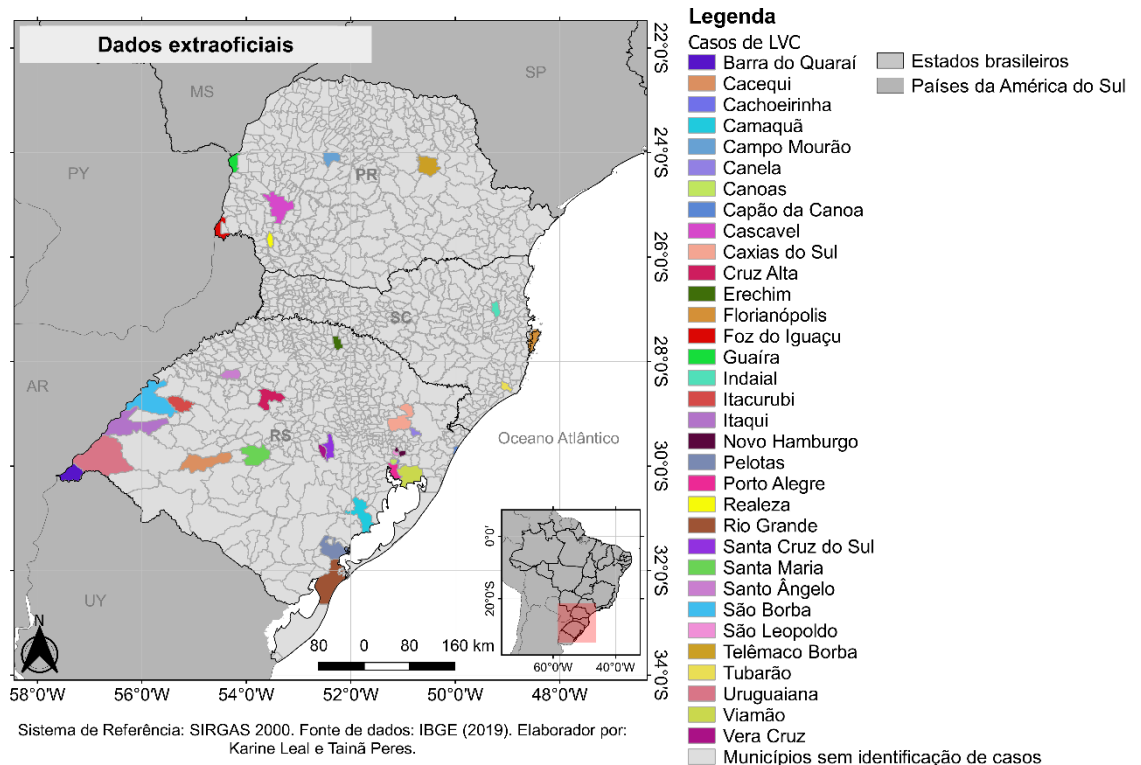 Dados extraoficiais
MS
SP
PY
PR
SC
AR
RS
UY
Oceano Atlântico
22°0'S
24°0'S
26°0'S
28°0'S
30°0'S
32°0'S
34°0'S
58°0'W
56°0'W
54°0'W
52°0'W
50°0'W
48°0'W
N
80 0 80 160 km
0°0'
20°0'S
60°0'W
40°0'W
Sistema de Referência: SIRGAS 2000. Fonte de dados: IBGE (2019). Elaborador por:
Karine Leal e Tainã Peres.
Legenda
Casos de LVC
Barra do Quaraí
Cacequi
Cachoeirinha
Camaquã
Campo Mourão
Canela
Canoas
Capão da Canoa
Cascavel
Caxias do Sul
Cruz Alta
Erechim
Florianópolis
Foz do Iguaçu
Guaíra
Indaial
Itacurubi
Itaqui
Novo Hamburgo
Pelotas
Porto Alegre
Realeza
Rio Grande
Santa Cruz do Sul
Santa Maria
Santo Ângelo
São Borba
São Leopoldo
Telêmaco Borba
Tubarão
Uruguaiana
Viamão
Vera Cruz
Municípios sem identificação de casos
Estados brasileiros
Países da América do Sul